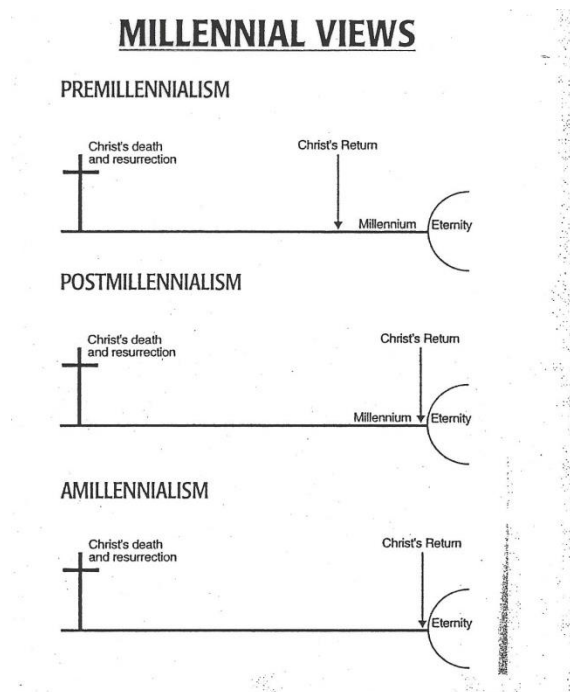 MILLENNIAL VIEWS
PREMILLENNIALISM
Christ's death
and resurrection
Christ's Return
Millennium
Eternity
POSTMILLENNIALISM
Christ's death
and resurrection
Christ's Return
Millennium
Eternity
AMILLENNIALISM
Christ's death
and resurrection
Christ's Return
Eternity